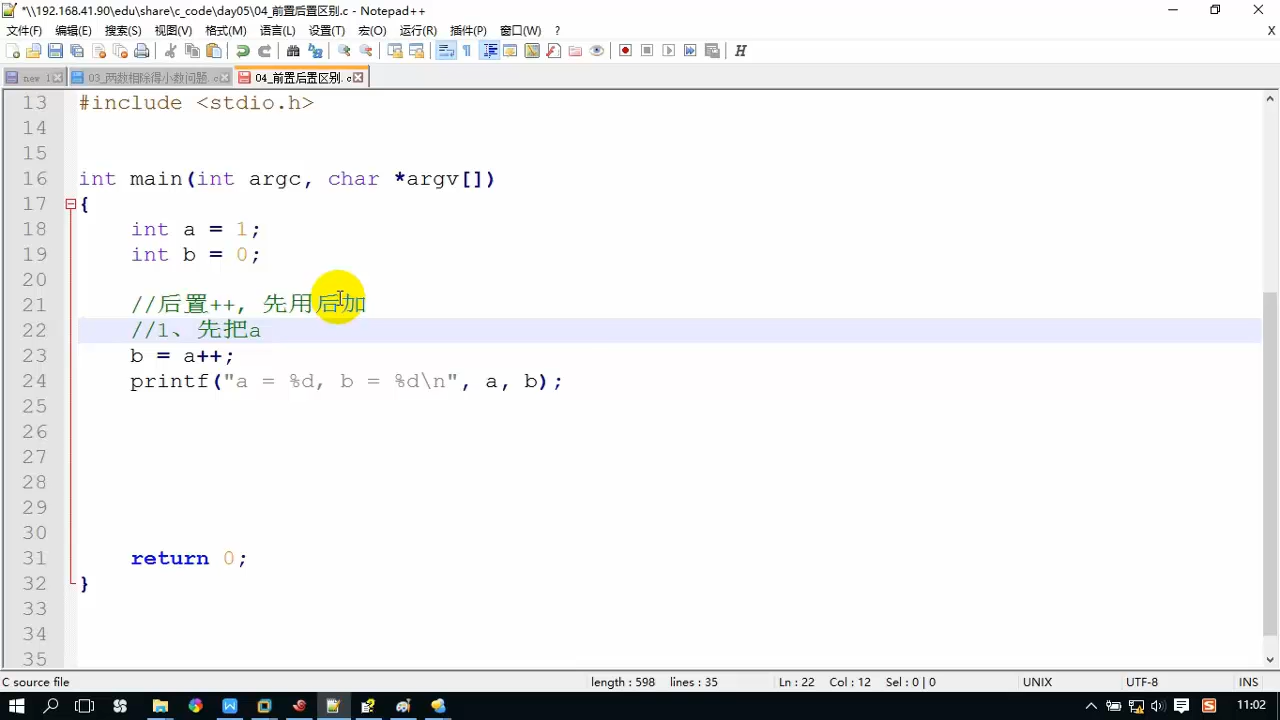 *\\192.168.41.90\edu\share\c_code\day05\04_前置后置区别.c - Notepad++
文件(F) 编辑(E) 搜索(S) 视图(V) 格式(M) 语言(L) 设置(T) 宏(O) 运行(R) 插件(P) 窗口(W) ? X
new 1 03_两数相除得小数问题.c 04_前置后置区别.c
13 #include <stdio.h>
14
15
16 int main(int argc, char *argv[])
17 {
18 int a = 1;
19 int b = 0;
20
21 //后置++, 先用后加
22 //1、先把a
23 b = a++;
24 printf("a = %d, b = %d\n", a, b);
25
26
27
28
29
30
31 return 0;
32 }
33
34
35
C source file length : 598 lines : 35 Ln : 22 Col : 12 Sel : 0 | 0 UNIX UTF-8 INS
11:02